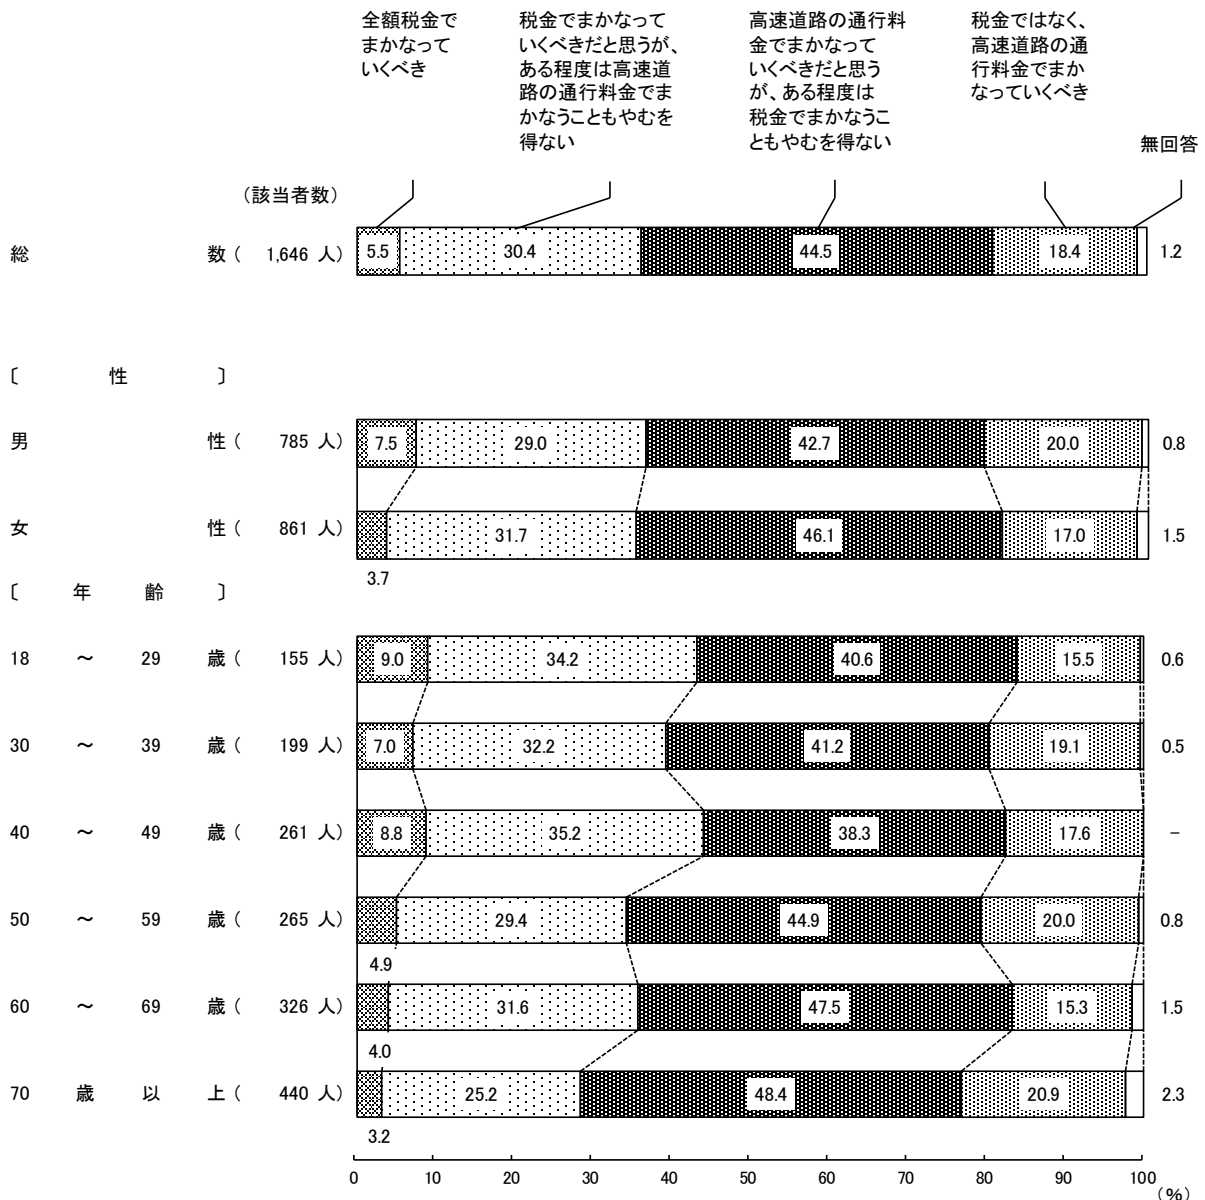 全額税金で
まかなって
いくべき
税金でまかなって
いくべきだと思うが、
ある程度は高速道
路の通行料金でま
かなうこともやむを
得ない
高速道路の通行料
金でまかなって
いくべきだと思う
が、ある程度は
税金でまかなうこ
ともやむを得ない
税金ではなく、
高速道路の通
行料金でまか
なっていくべき
無回答
（該当者数）
総 数 ( 1,646 人) 5.5 30.4 44.5 18.4 1.2
〔 性 〕
男 性 ( 785 人) 7.5 29.0 42.7 20.0 0.8
女 性 ( 861 人) 31.7 46.1 17.0 1.5
3.7
〔 年 齢 〕
18 ～ 29 歳 ( 155 人) 9.0 34.2 40.6 15.5 0.6
30 ～ 39 歳 ( 199 人) 7.0 32.2 41.2 19.1 0.5
40 ～ 49 歳 ( 261 人) 8.8 35.2 38.3 17.6 －
50 ～ 59 歳 ( 265 人) 29.4 44.9 20.0 0.8
4.9
60 ～ 69 歳 ( 326 人) 31.6 47.5 15.3 1.5
4.0
70 歳 以 上 ( 440 人) 25.2 48.4 20.9 2.3
3.2
0 10 20 30 40 50 60 70 80 90 100
（%）